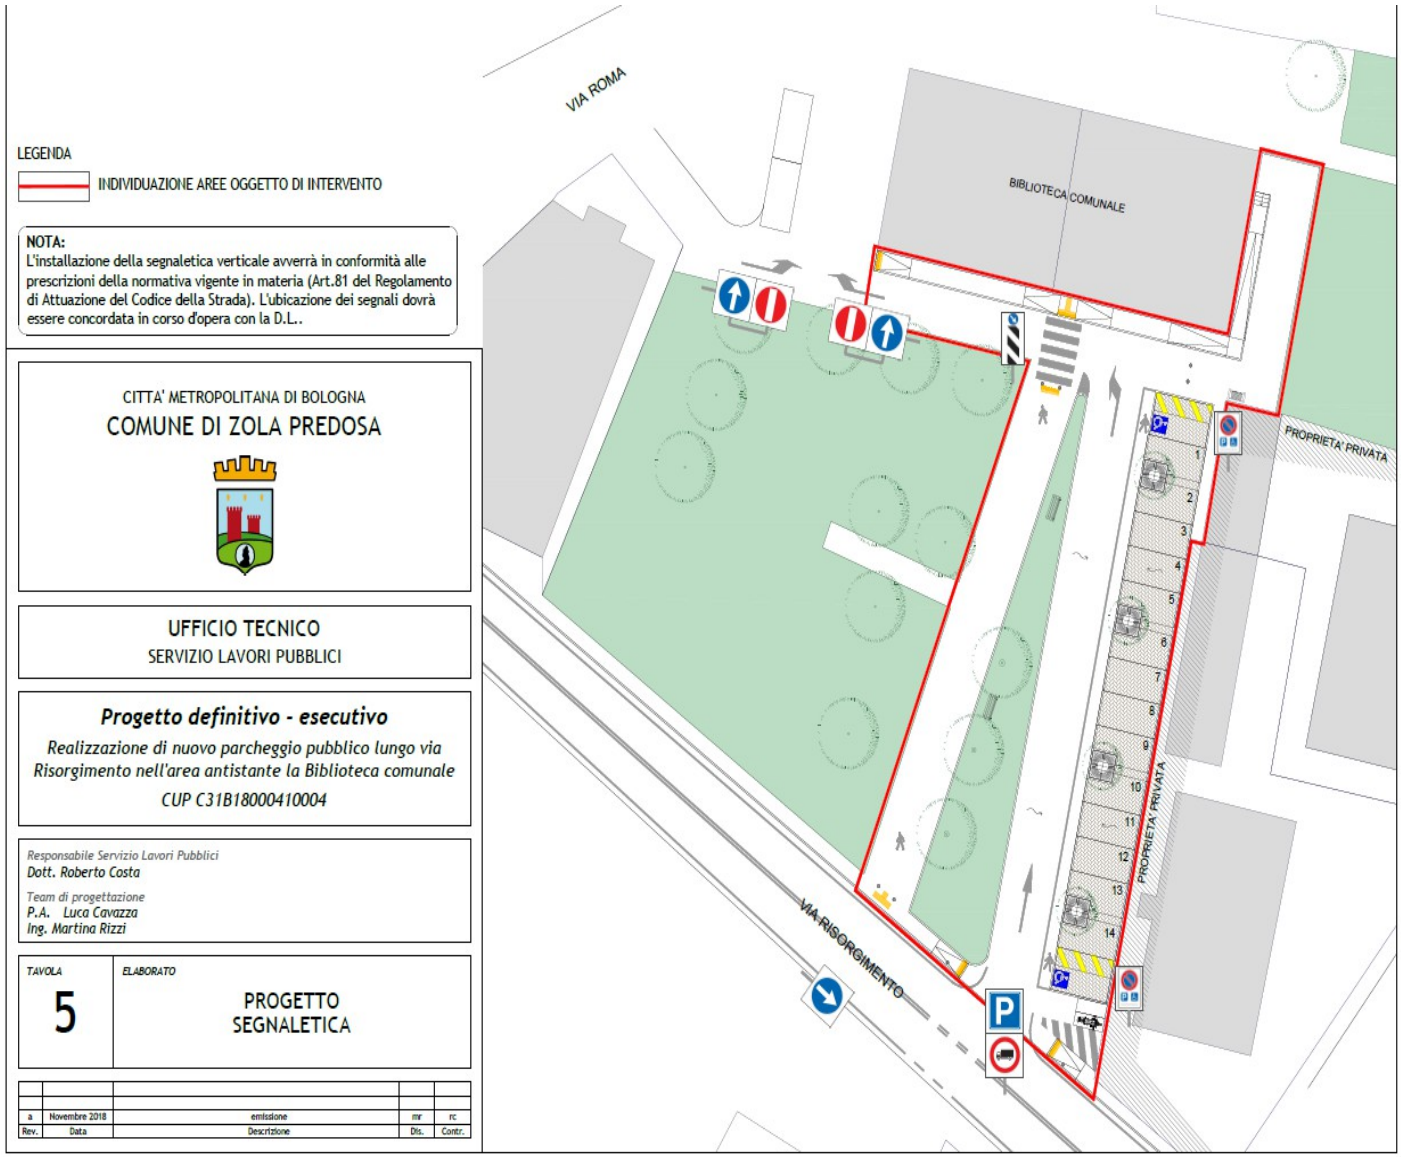 LEGENDA
INDIVIDUAZIONE AREE OGGETTO DI INTERVENTO
NOTA:
L'installazione della segnaletica verticale avverrà in conformità alle
prescrizioni della normativa vigente in materia (Art.81 del Regolamento
di Attuazione del Codice della Strada). L'ubicazione dei segnali dovrà
essere concordata in corso d'opera con la D.L..
CITTA' METROPOLITANA DI BOLOGNA
COMUNE DI ZOLA PREDOSA
UFFICIO TECNICO
SERVIZIO LAVORI PUBBLICI
Progetto definitivo - esecutivo
Realizzazione di nuovo parcheggio pubblico lungo via
Risorgimento nell'area antistante la Biblioteca comunale
CUP C31B18000410004
Responsabile Servizio Lavori Pubblici
Dott. Roberto Costa
Team di progettazione
P.A. Luca Cavazza
Ing. Martina Rizzi
TAVOLA
5
ELABORATO
PROGETTO
SEGNALETICA
a Novembre 2018 emissione mr rc
Rev. Data Descrizione Dis. Contr.
VIA ROMA
BIBLIOTECA COMUNALE
PROPRIETA' PRIVATA
1
2
3
4
5
6
7
8
9
10
11
12
13
14
PROPRIETA' PRIVATA
VIA RISORGIMENTO
P
P
P